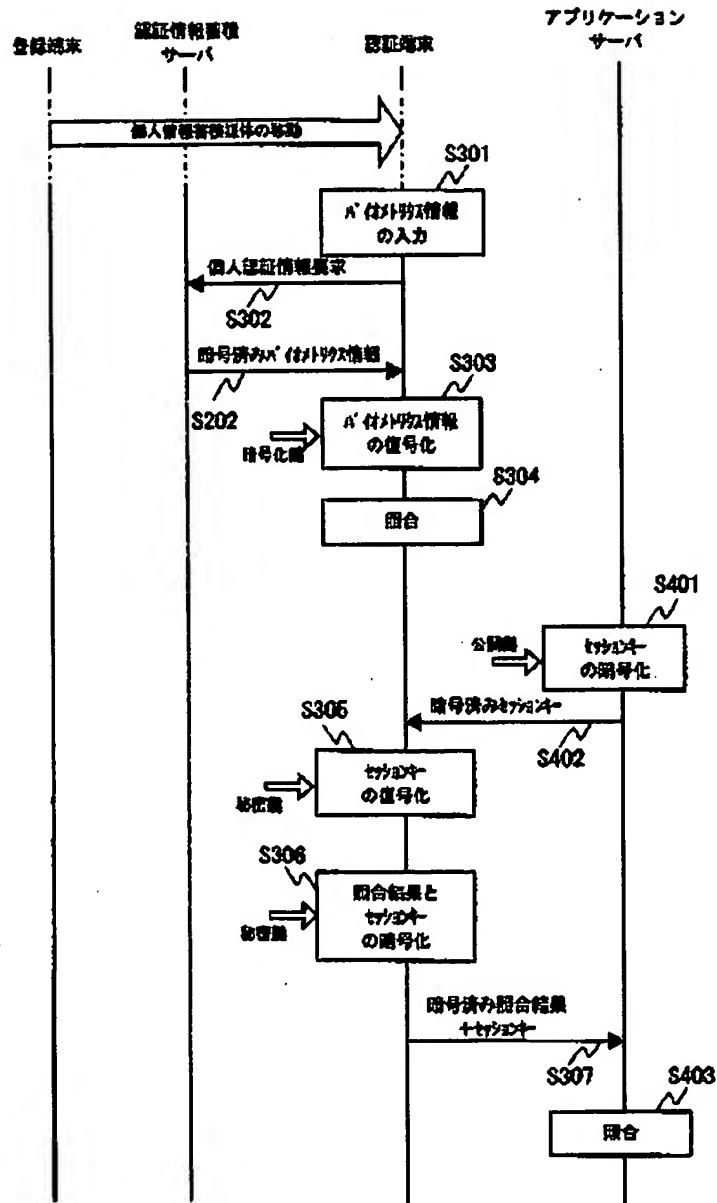 登録端末
認証情報蓄積
サーバ
認証端末
アプリケーション
サーバ
個人情報蓄積媒体の移動
S301
バイオメトリクス情報
の入力
個人認証情報要求
S302
暗号済みバイオメトリクス情報
S202
S303
バイオメトリクス情報
の復号化
暗号化鍵
S304
照合
S401
公開鍵
セッションキー
の暗号化
暗号済みセッションキー
S402
S305
セッションキー
の復号化
秘密鍵
S306
照合結果と
セッションキー
の暗号化
秘密鍵
暗号済み照合結果
+セッションキー
S307
S403
照合